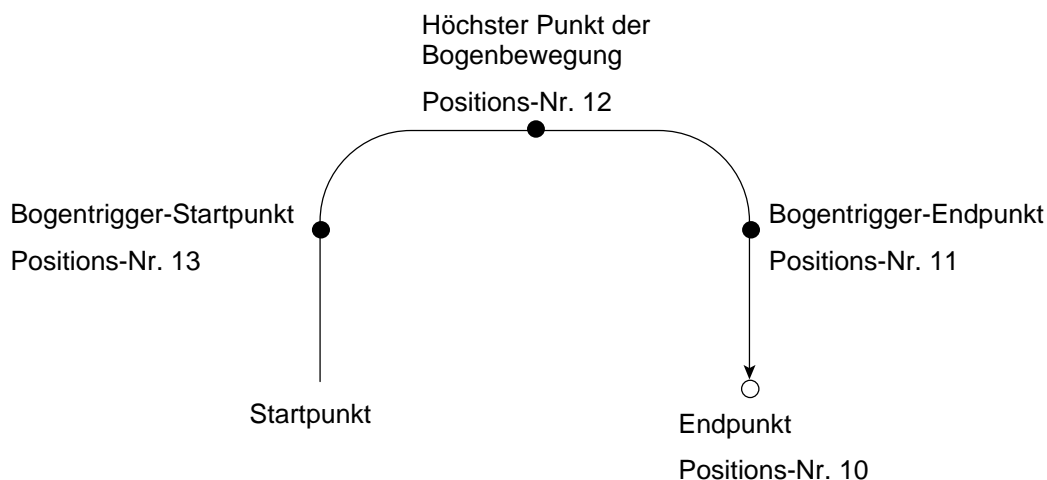 Höchster Punkt der
Bogenbewegung
Positions-Nr. 12
Bogentrigger-Startpunkt
Positions-Nr. 13
Bogentrigger-Endpunkt
Positions-Nr. 11
Startpunkt
Endpunkt
Positions-Nr. 10